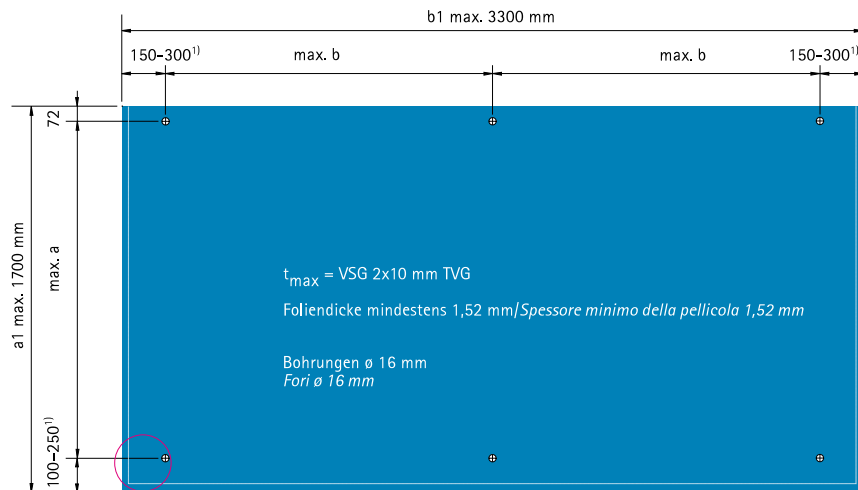 b1 max. 3300 mm
150-300¹⁾
max. b
max. b
150-300¹⁾
72
a1 max. 1700 mm
max. a
tmax = VSG 2x10 mm TVG
Foliendicke mindestens 1,52 mm/Spessore minimo della pellicola 1,52 mm
Bohrungen ø 16 mm
Fori ø 16 mm
100-250¹⁾